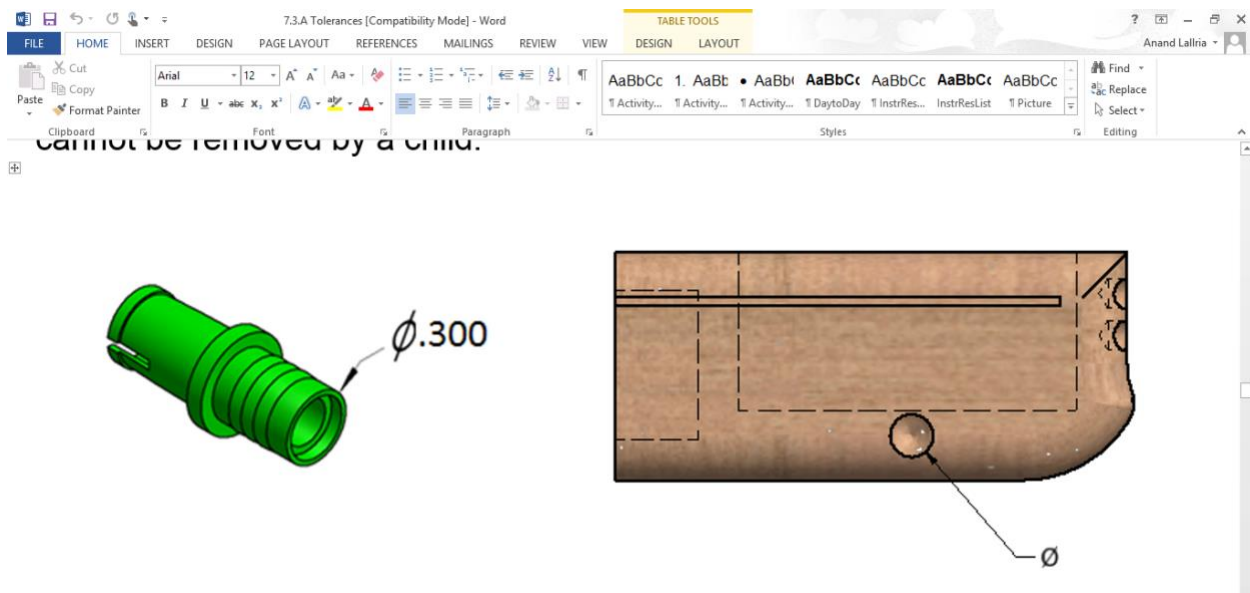 7.3.A Tolerances [Compatibility Mode] - Word
TABLE TOOLS
FILE HOME INSERT DESIGN PAGE LAYOUT REFERENCES MAILINGS REVIEW VIEW DESIGN LAYOUT
Anand Lallria
Cut
Copy
Format Painter
Paste
Clipboard
Arial 12
B I U abc X₂ X²
Font
Paragraph
AaBbCc 1. AaBb • AaBb AaBbCc AaBbCc AaBbCc AaBbCc
¶ Activity... ¶ Activity... ¶ Activity... ¶ DaytoDay ¶ InstrRes... InstrResList ¶ Picture
Styles
Find
Replace
Select
Editing
cannot be removed by a child.
Ø.300
Ø